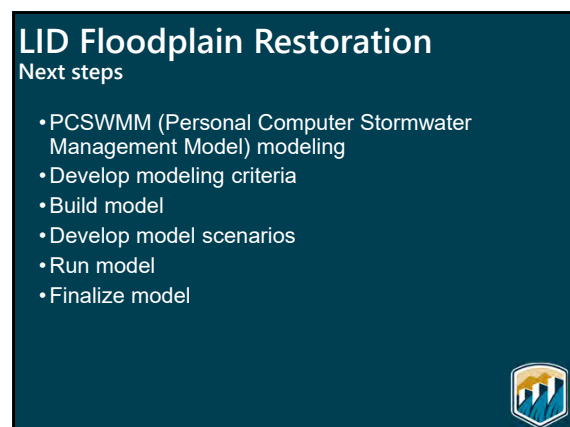 LID Floodplain Restoration
Next steps
•PCSWMM (Personal Computer Stormwater
Management Model) modeling
•Develop modeling criteria
•Build model
•Develop model scenarios
•Run model
•Finalize model